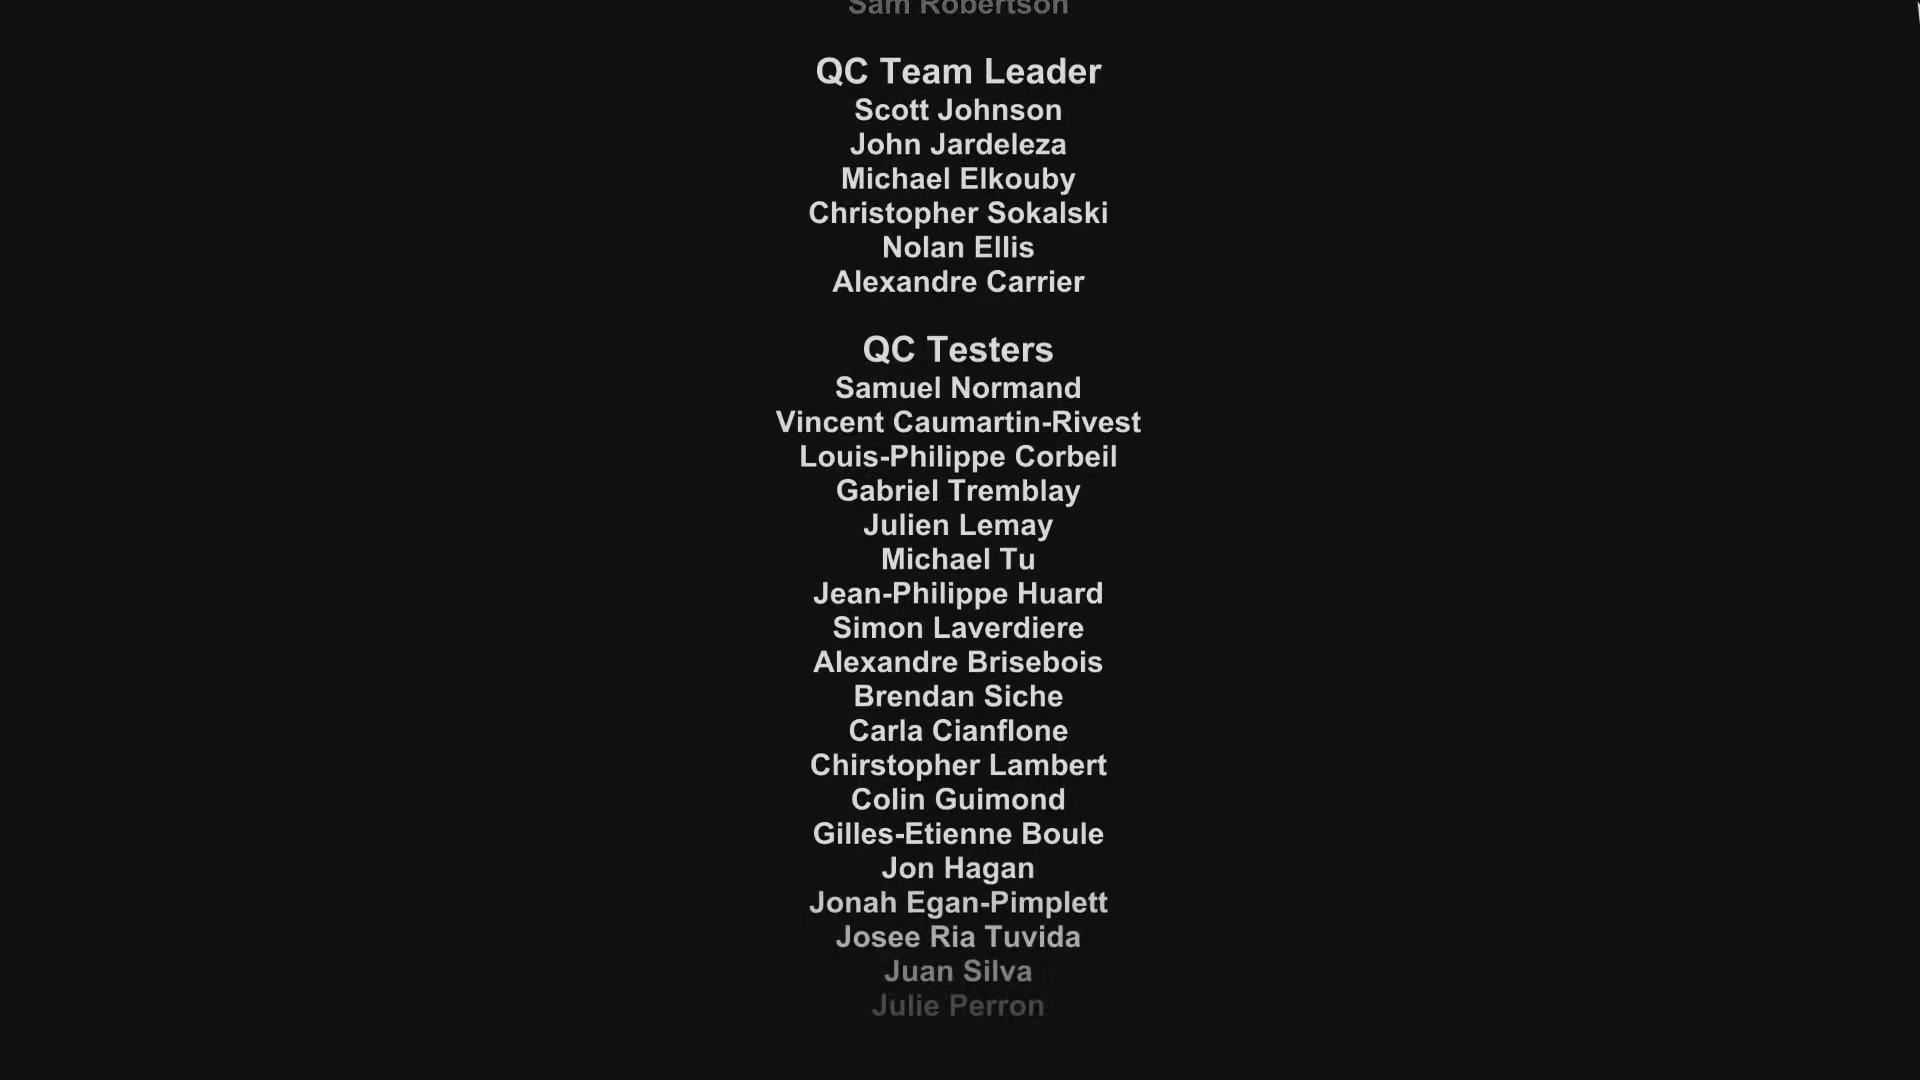 Sam Robertson
QC Team Leader
Scott Johnson
John Jardeleza
Michael Elkouby
Christopher Sokalski
Nolan Ellis
Alexandre Carrier
QC Testers
Samuel Normand
Vincent Caumartin-Rivest
Louis-Philippe Corbeil
Gabriel Tremblay
Julien Lemay
Michael Tu
Jean-Philippe Huard
Simon Laverdiere
Alexandre Brisebois
Brendan Siche
Carla Cianflone
Chirstopher Lambert
Colin Guimond
Gilles-Etienne Boule
Jon Hagan
Jonah Egan-Pimplett
Josee Ria Tuvida
Juan Silva
Julie Perron